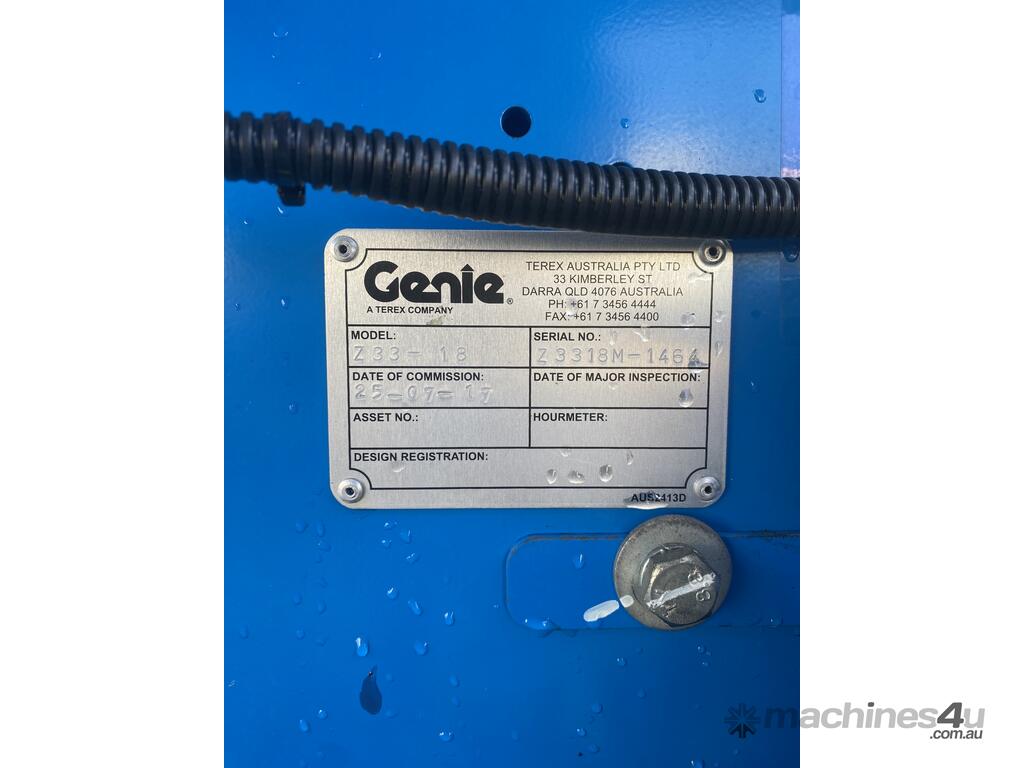 Genie®
A TEREX COMPANY
TEREX AUSTRALIA PTY LTD
33 KIMBERLEY ST
DARRA QLD 4076 AUSTRALIA
PH: +61 7 3456 4444
FAX: +61 7 3456 4400
MODEL:
Z33-18
SERIAL NO.:
Z3318M-1464
DATE OF COMMISSION:
25-07-17
DATE OF MAJOR INSPECTION:
ASSET NO.:
HOURMETER:
DESIGN REGISTRATION:
AUS2413D
machines4u
.com.au